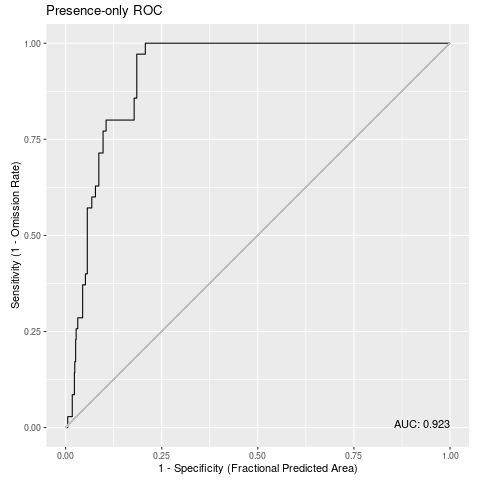 Presence-only ROC
Sensitivity (1 - Omission Rate)
1.00
0.75
0.50
0.25
0.00
AUC: 0.923
0.00 0.25 0.50 0.75 1.00
1 - Specificity (Fractional Predicted Area)